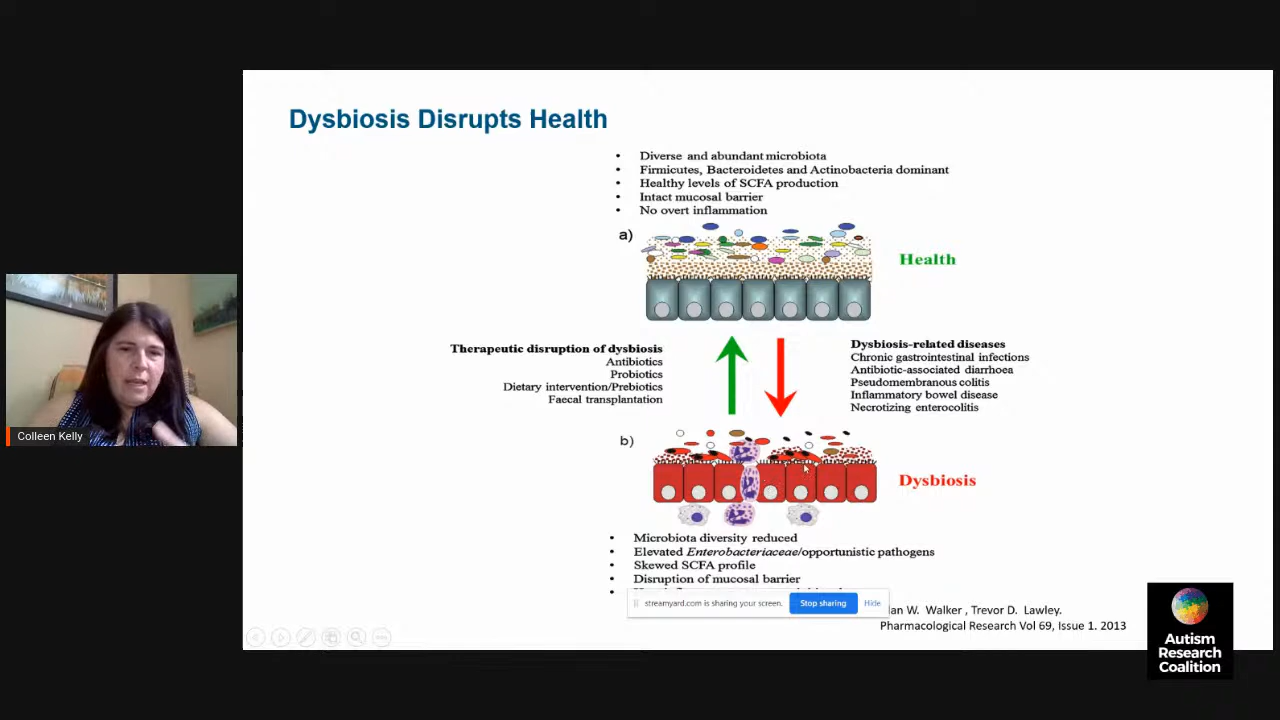 Dysbiosis Disrupts Health
• Diverse and abundant microbiota
• Firmicutes, Bacteroidetes and Actinobacteria dominant
• Healthy levels of SCFA production
• Intact mucosal barrier
• No overt inflammation
a)
Health
Therapeutic disruption of dysbiosis
Antibiotics
Probiotics
Dietary intervention/Prebiotics
Faecal transplantation
Dysbiosis-related diseases
Chronic gastrointestinal infections
Antibiotic-associated diarrhoea
Pseudomembranous colitis
Inflammatory bowel disease
Necrotizing enterocolitis
Colleen Kelly
b)
Dysbiosis
• Microbiota diversity reduced
• Elevated Enterobacteriaceae/opportunistic pathogens
• Skewed SCFA profile
• Disruption of mucosal barrier
streamyard.com is sharing your screen.
Stop sharing
Hide
W. Walker , Trevor D. Lawley.
Pharmacological Research Vol 69, Issue 1. 2013
Autism
Research
Coalition